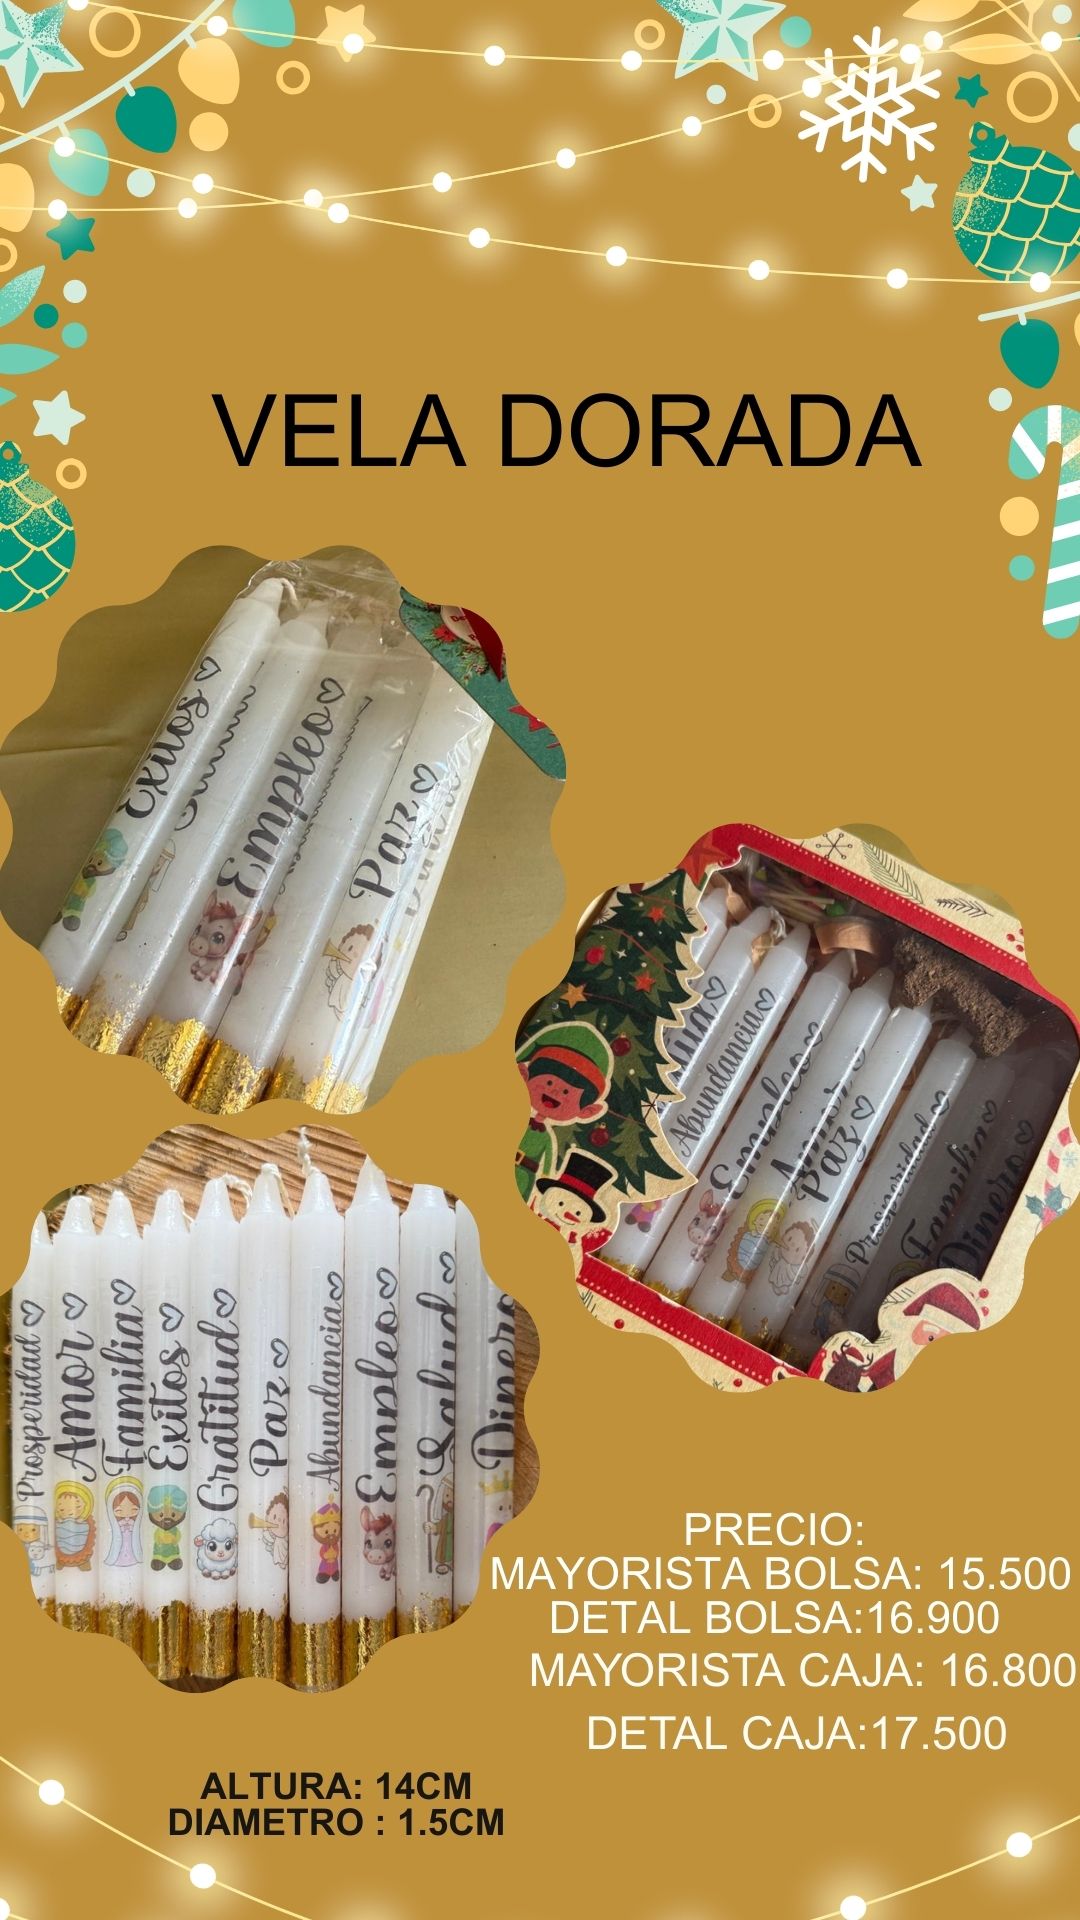 VELA DORADA
Exitos
Empleo
Paz
Abundancia
Empleo
Amor
Paz
Prosperidad
Familia
Dinero
Prosperidad
Amor
Familia
Exitos
Gratitud
Paz
Abundancia
Empleo
Salud
Dinero
PRECIO:
MAYORISTA BOLSA: 15.500
DETAL BOLSA:16.900
MAYORISTA CAJA: 16.800
DETAL CAJA:17.500
ALTURA: 14CM
DIAMETRO : 1.5CM